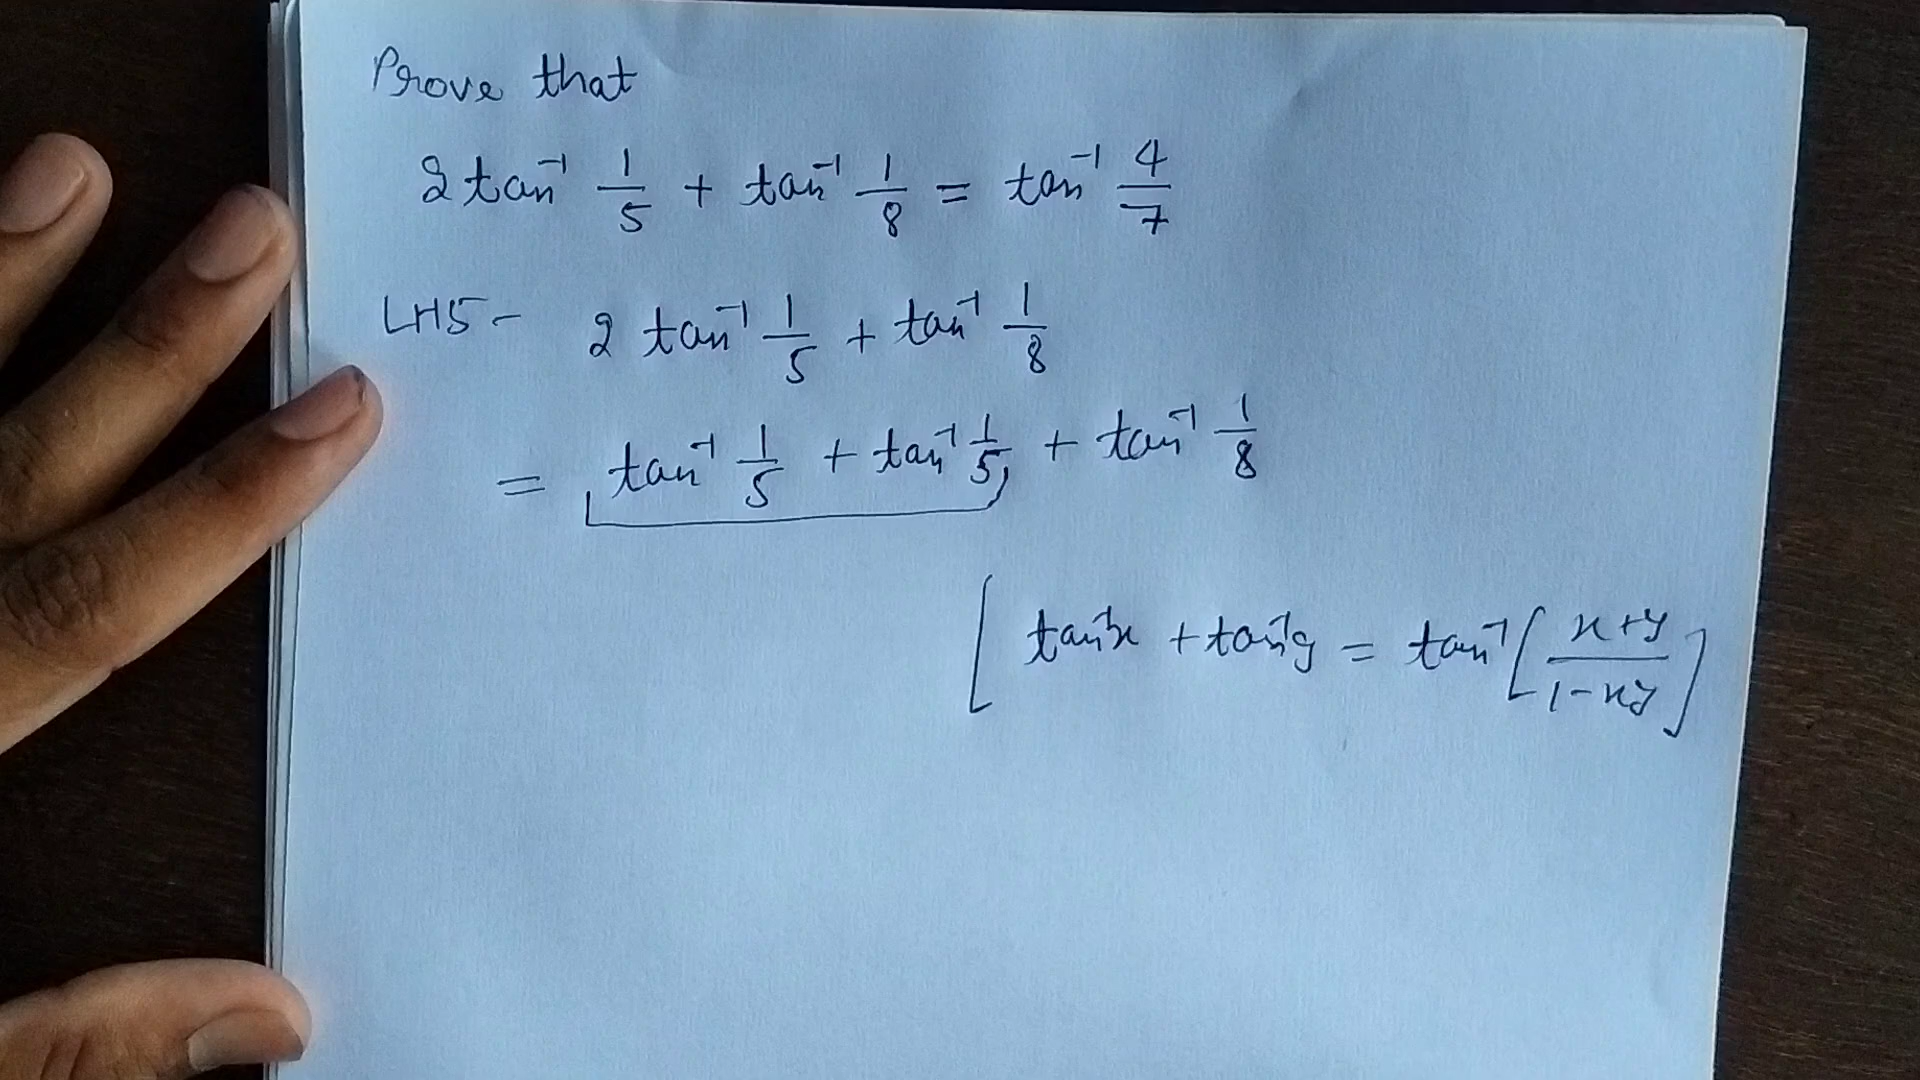 Prove that
2 tan⁻¹ 1/5 + tan⁻¹ 1/8 = tan⁻¹ 4/7
LHS - 2 tan⁻¹ 1/5 + tan⁻¹ 1/8
= tan⁻¹ 1/5 + tan⁻¹ 1/5 + tan⁻¹ 1/8
[ tan⁻¹x + tan⁻¹y = tan⁻¹ [ x+y / 1-xy ]